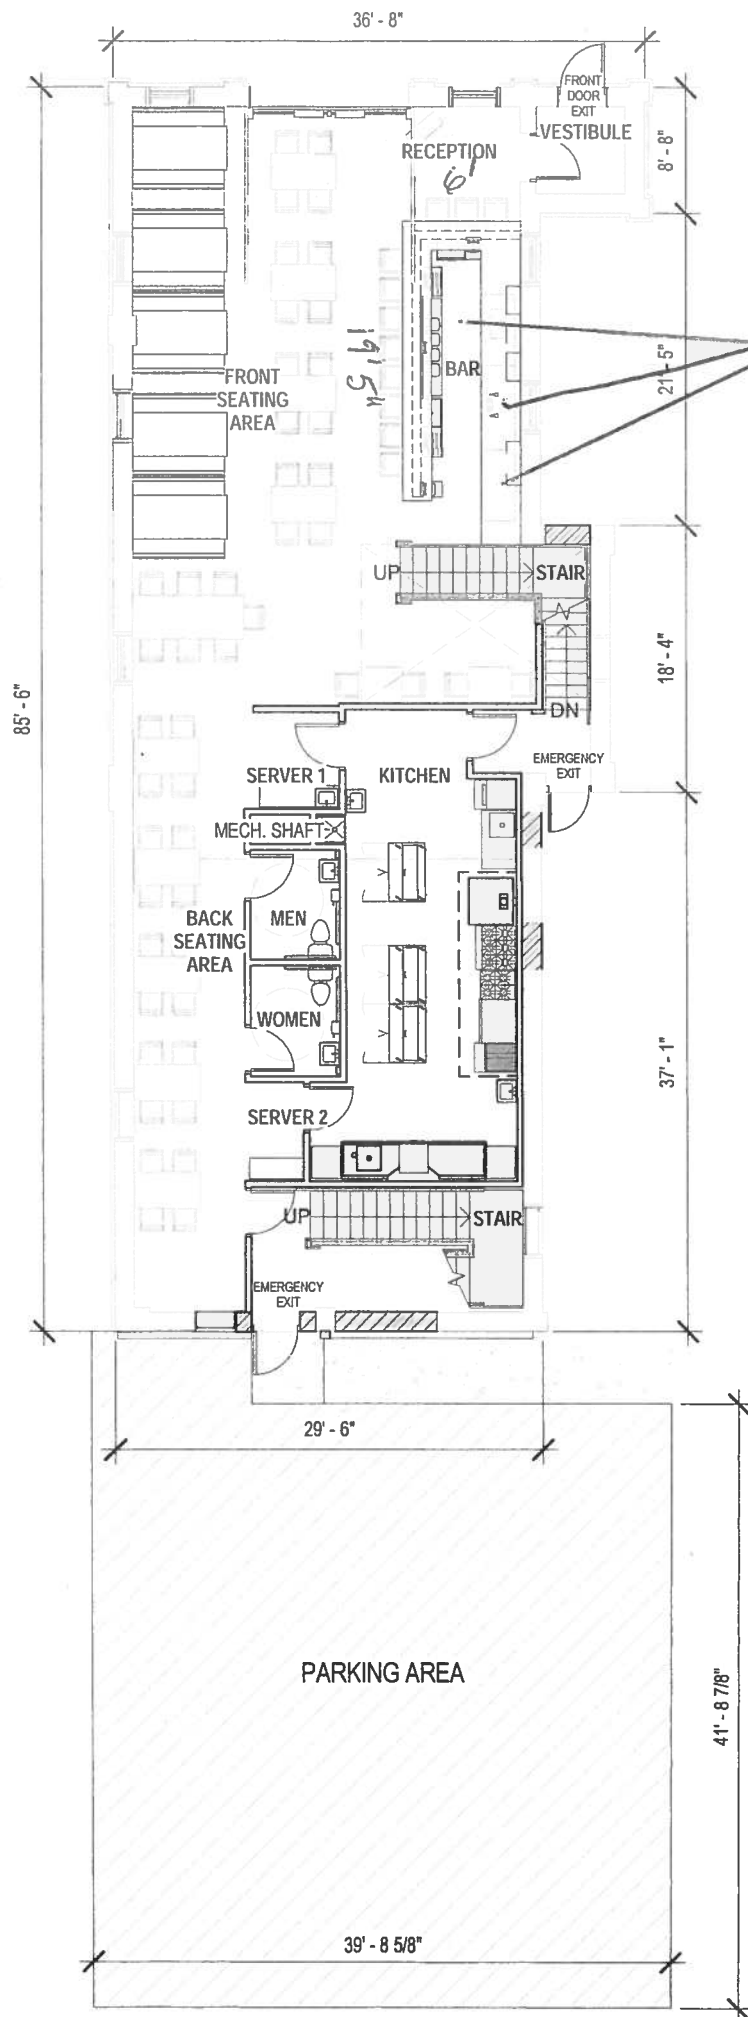 36' - 8"
FRONT
DOOR
EXIT
VESTIBULE
RECEPTION
8' - 8"
19' 5"
21' - 5"
BAR
FRONT
SEATING
AREA
UP
STAIR
18' - 4"
85' - 6"
DN
EMERGENCY
EXIT
SERVER 1
KITCHEN
MECH. SHAFT
MEN
BACK
SEATING
AREA
WOMEN
37' - 1"
SERVER 2
UP
STAIR
EMERGENCY
EXIT
29' - 6"
PARKING AREA
41' - 8 7/8"
39' - 8 5/8"